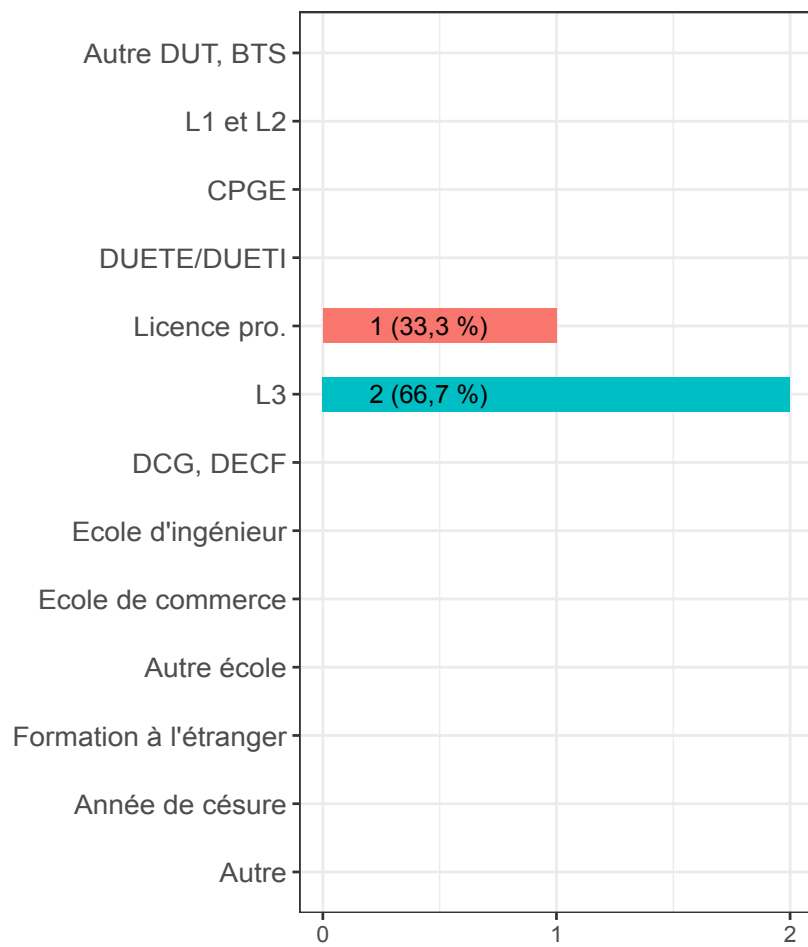 Autre DUT, BTS
L1 et L2
CPGE
DUETE/DUETI
Licence pro.
1 (33,3 %)
L3
2 (66,7 %)
DCG, DECF
Ecole d'ingénieur
Ecole de commerce
Autre école
Formation à l'étranger
Année de césure
Autre
0
1
2